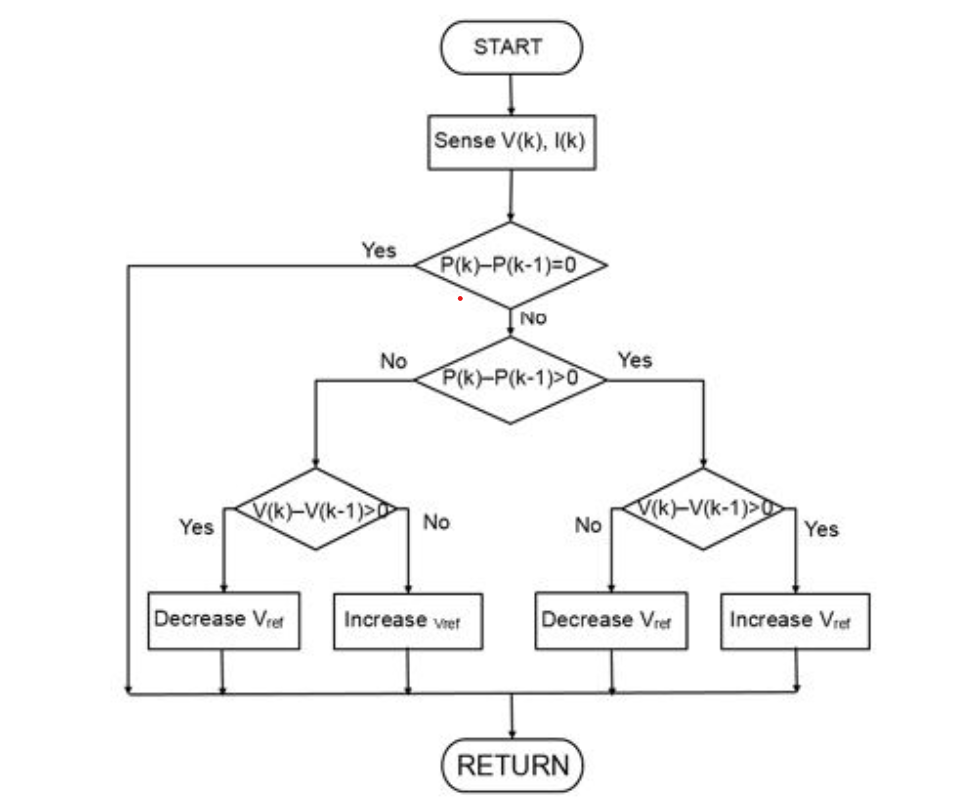 START
Sense V(k), I(k)
Yes
P(k)–P(k-1)=0
No
No
P(k)–P(k-1)>0
Yes
V(k)–V(k-1)>0
Yes
No
V(k)–V(k-1)>0
No
Yes
Decrease Vref
Increase Vref
Decrease Vref
Increase Vref
RETURN